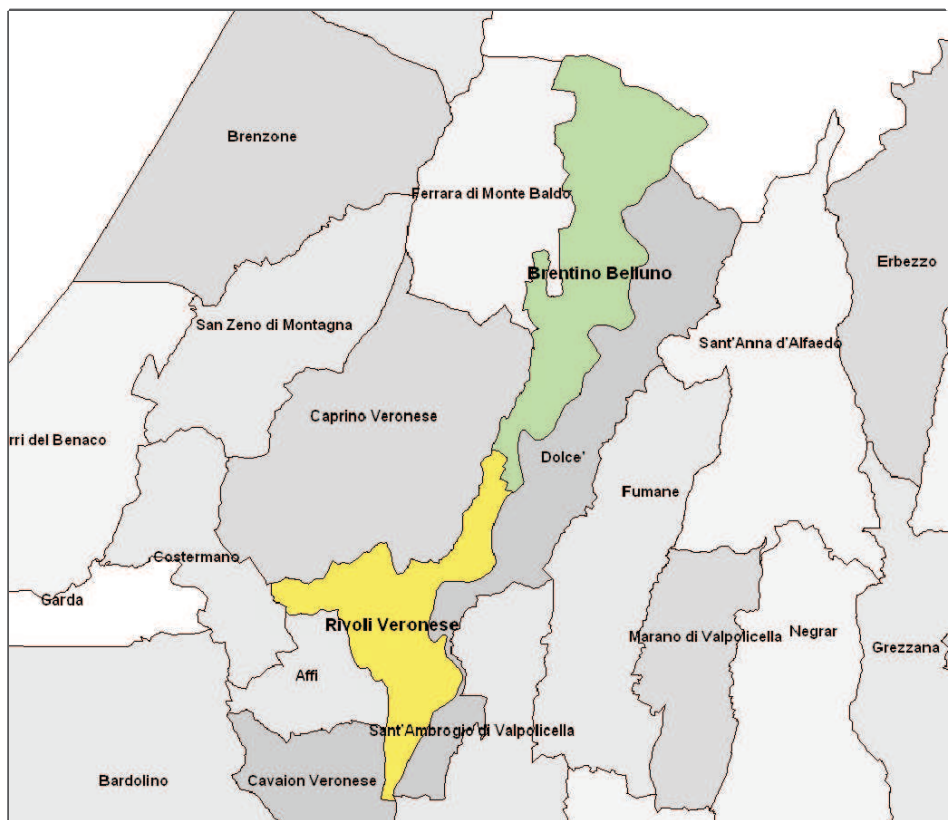 Brenzone
Ferrara di Monte Baldo
Brentino Belluno
Erbezzo
San Zeno di Montagna
Sant'Anna d'Alfaedo
Caprino Veronese
rri del Benaco
Dolce'
Fumane
Costermano
Garda
Rivoli Veronese
Marano di Valpolicella
Negrar
Grezzana
Affi
Sant'Ambrogio di Valpolicella
Bardolino
Cavaion Veronese